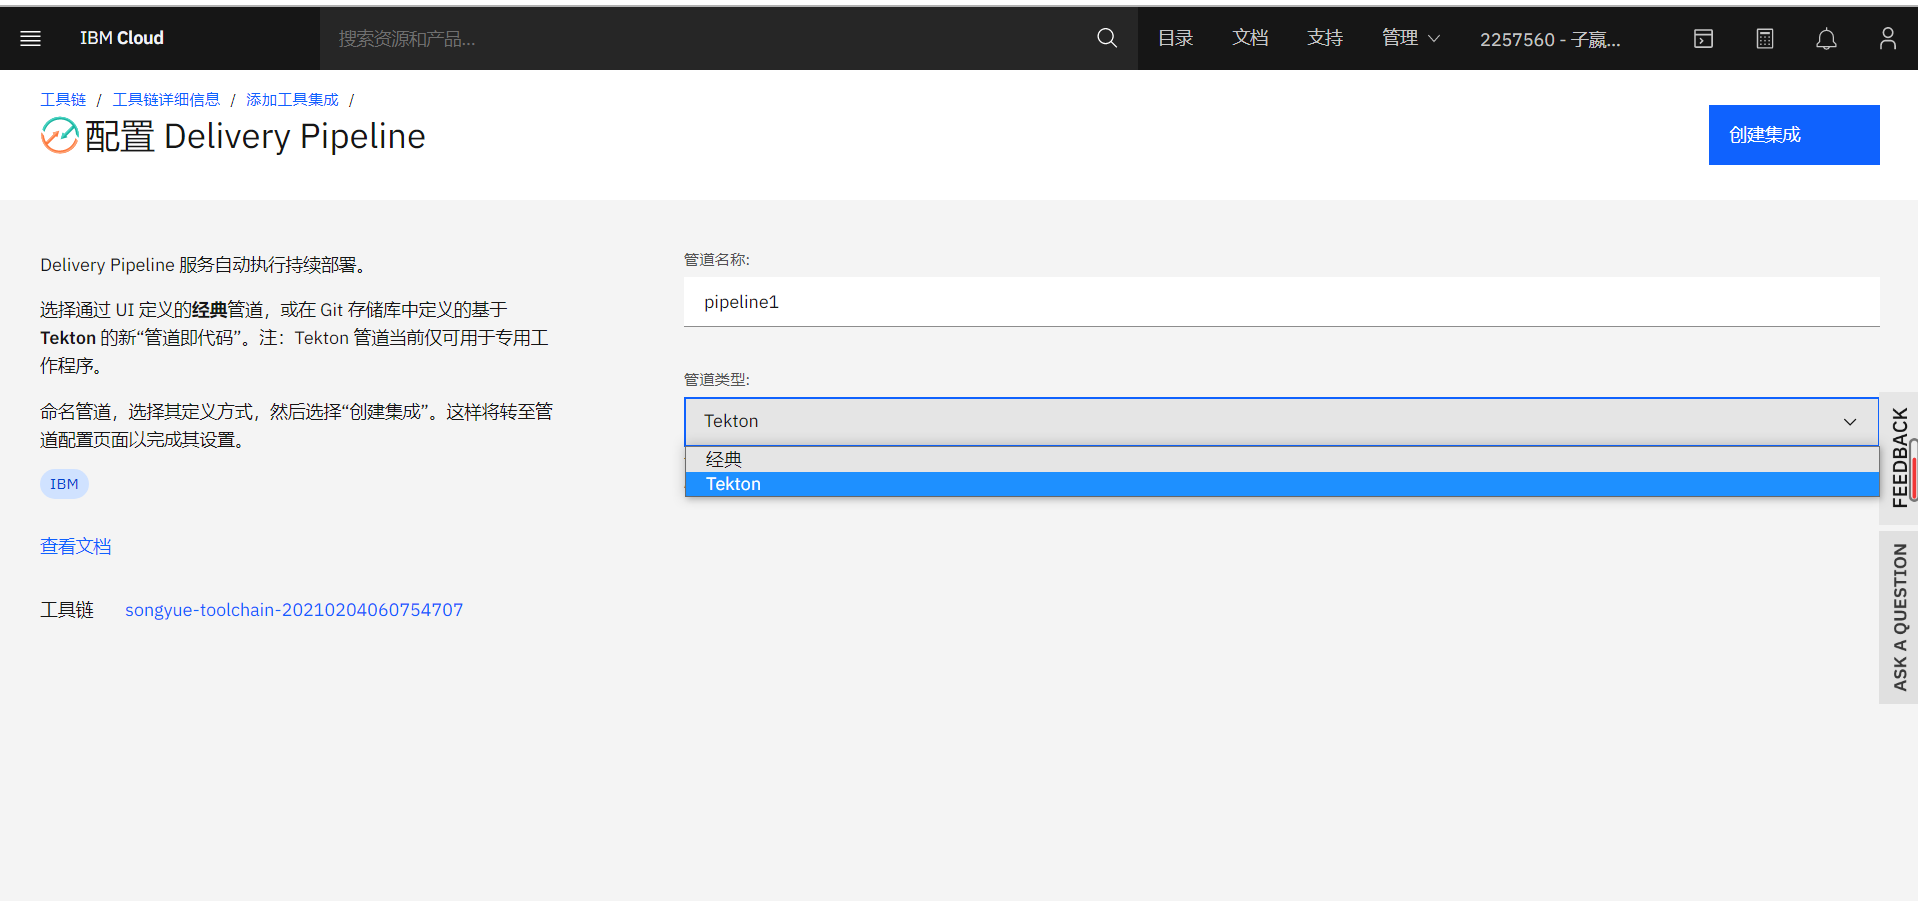 IBM Cloud
搜索资源和产品...
目录
文档
支持
管理
2257560 - 子嬴...
工具链 / 工具链详细信息 / 添加工具集成 /
配置 Delivery Pipeline
创建集成
Delivery Pipeline 服务自动执行持续部署。
选择通过 UI 定义的经典管道，或在 Git 存储库中定义的基于
Tekton 的新“管道即代码”。注：Tekton 管道当前仅可用于专用工
作程序。
命名管道，选择其定义方式，然后选择“创建集成”。这样将转至管
道配置页面以完成其设置。
IBM
查看文档
工具链 songyue-toolchain-20210204060754707
管道名称:
pipeline1
管道类型:
Tekton
经典
Tekton
FEEDBACK
ASK A QUESTION